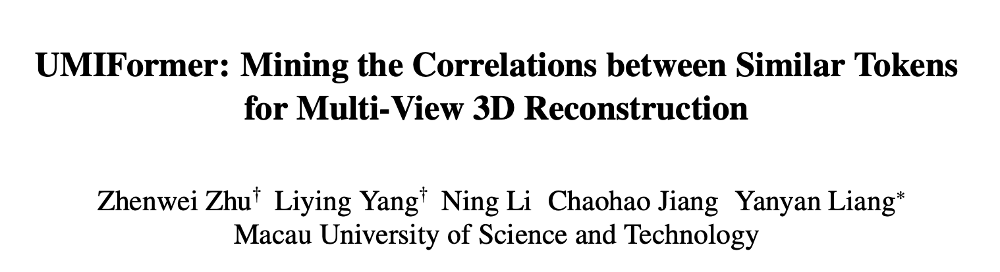 UMIFormer: Mining the Correlations between Similar Tokens
for Multi-View 3D Reconstruction
Zhenwei Zhu† Liying Yang† Ning Li Chaohao Jiang Yanyan Liang*
Macau University of Science and Technology